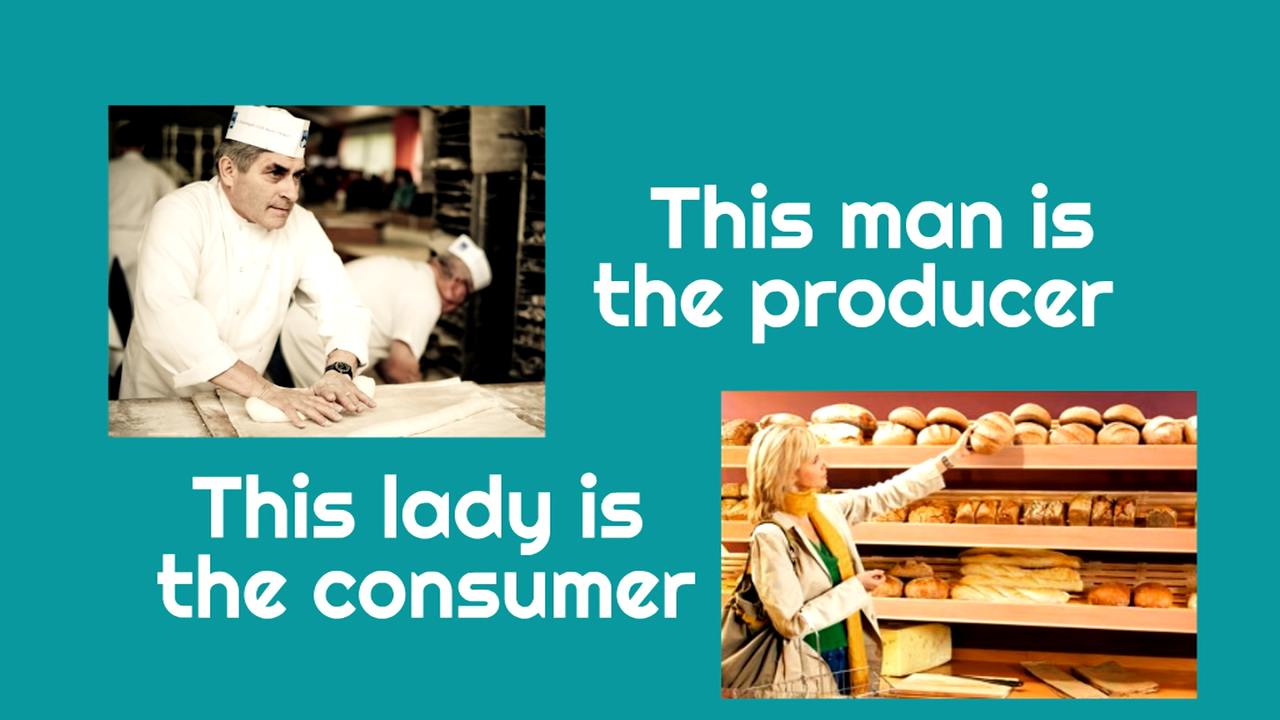 This man is
the producer
This lady is
the consumer